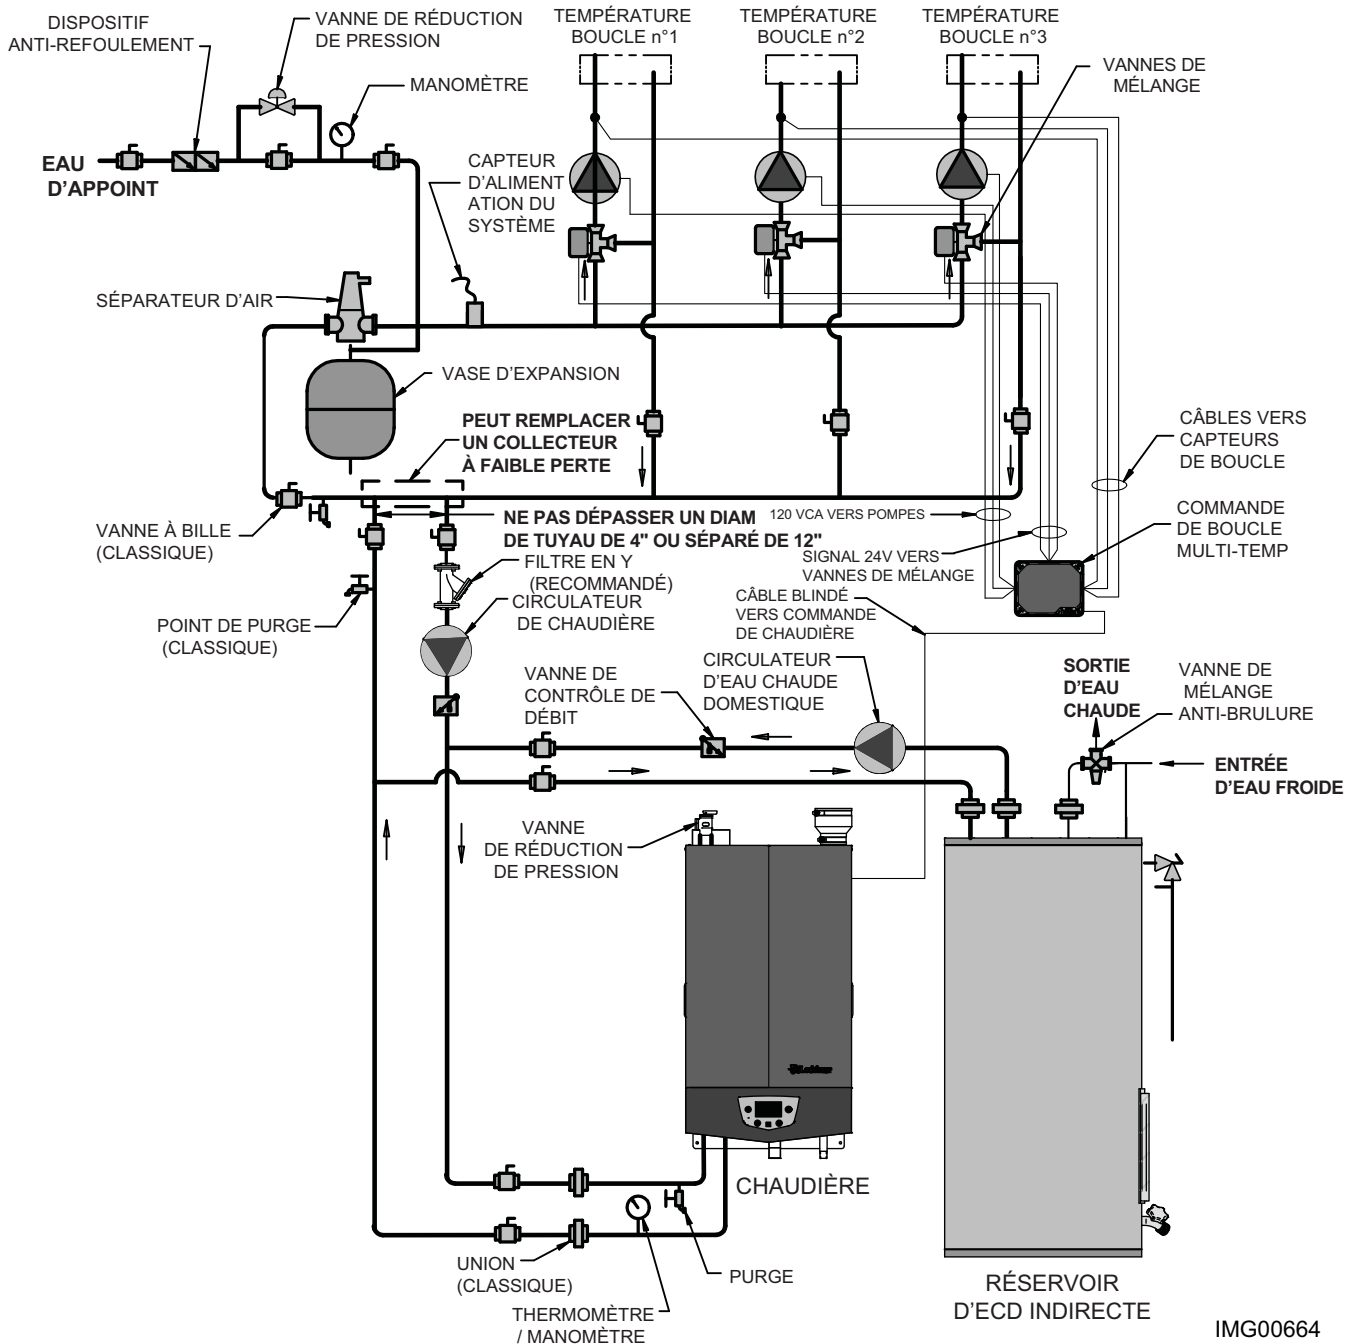 DISPOSITIF
ANTI-REFOULEMENT
VANNE DE RÉDUCTION
DE PRESSION
MANOMÈTRE
TEMPÉRATURE
BOUCLE n°1
TEMPÉRATURE
BOUCLE n°2
TEMPÉRATURE
BOUCLE n°3
VANNES DE
MÉLANGE
EAU
D'APPOINT
CAPTEUR
D'ALIMENT
ATION DU
SYSTÈME
SÉPARATEUR D'AIR
VASE D'EXPANSION
PEUT REMPLACER
UN COLLECTEUR
À FAIBLE PERTE
CÂBLES VERS
CAPTEURS
DE BOUCLE
VANNE À BILLE
(CLASSIQUE)
NE PAS DÉPASSER UN DIAM
DE TUYAU DE 4" OU SÉPARÉ DE 12"
120 VCA VERS POMPES
SIGNAL 24V VERS
VANNES DE MÉLANGE
COMMANDE
DE BOUCLE
MULTI-TEMP
FILTRE EN Y
(RECOMMANDÉ)
CIRCULATEUR
DE CHAUDIÈRE
CÂBLE BLINDÉ
VERS COMMANDE
DE CHAUDIÈRE
POINT DE PURGE
(CLASSIQUE)
VANNE DE
CONTRÔLE DE
DÉBIT
CIRCULATEUR
D'EAU CHAUDE
DOMESTIQUE
SORTIE
D'EAU
CHAUDE
VANNE DE
MÉLANGE
ANTI-BRULURE
ENTRÉE
D'EAU FROIDE
VANNE
DE RÉDUCTION
DE PRESSION
CHAUDIÈRE
UNION
(CLASSIQUE)
PURGE
THERMOMÈTRE
/ MANOMÈTRE
RÉSERVOIR
D'ECD INDIRECTE
IMG00664